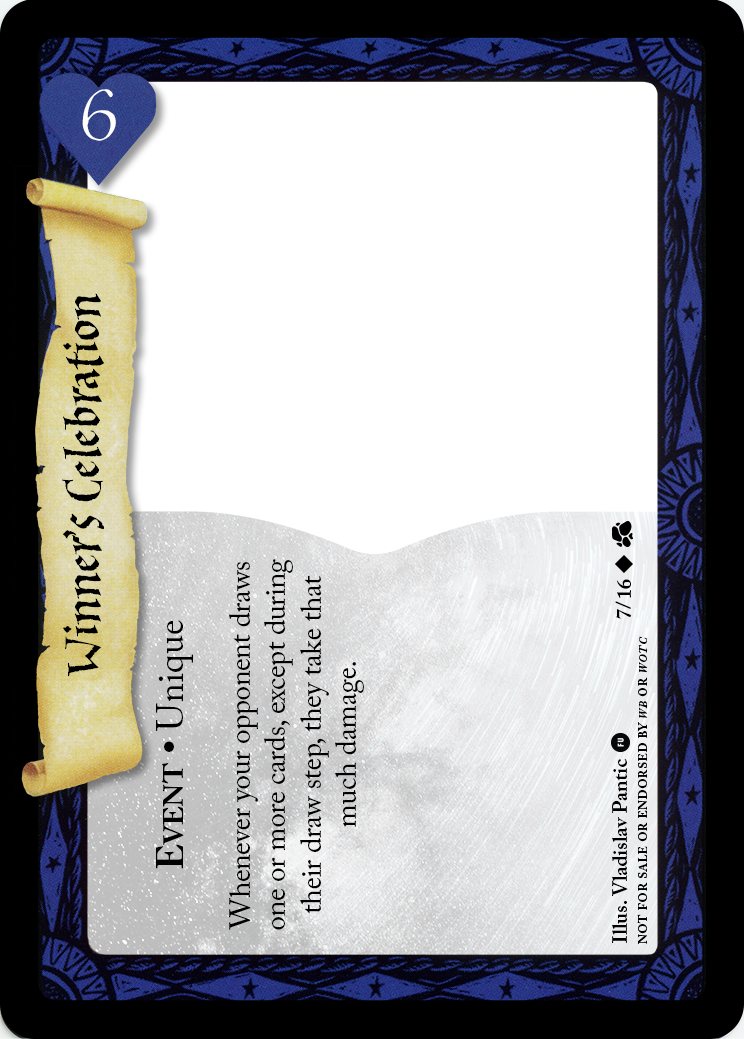 6
Winner's Celebration
EVENT • Unique
Whenever your opponent draws
one or more cards, except during
their draw step, they take that
much damage.
Illus. Vladislav Pantic FU
7/16
NOT FOR SALE OR ENDORSED BY WB OR WOTC